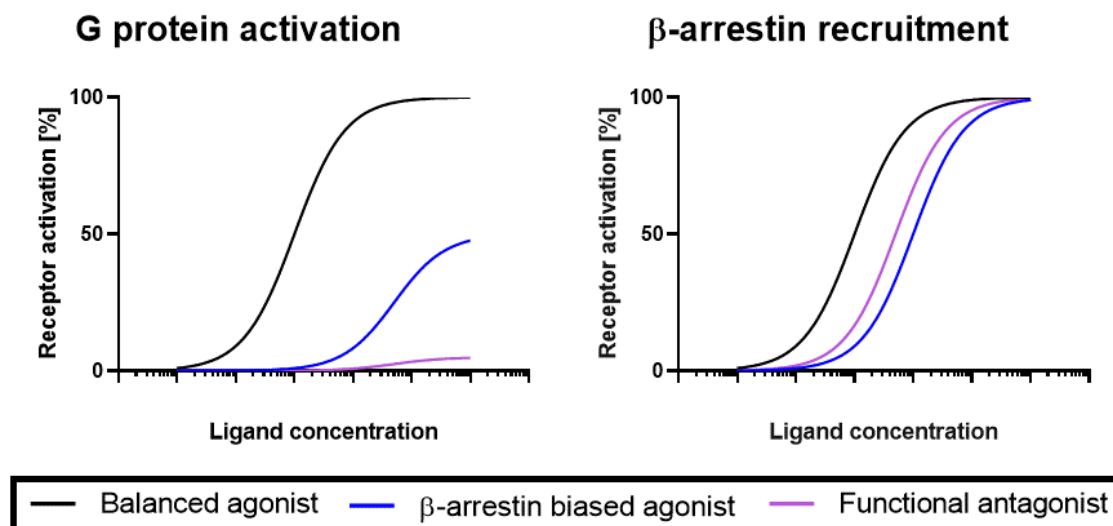 G protein activation
β-arrestin recruitment
Receptor activation [%]
100
50
0
Ligand concentration
Receptor activation [%]
100
50
0
Ligand concentration
Balanced agonist
β-arrestin biased agonist
Functional antagonist